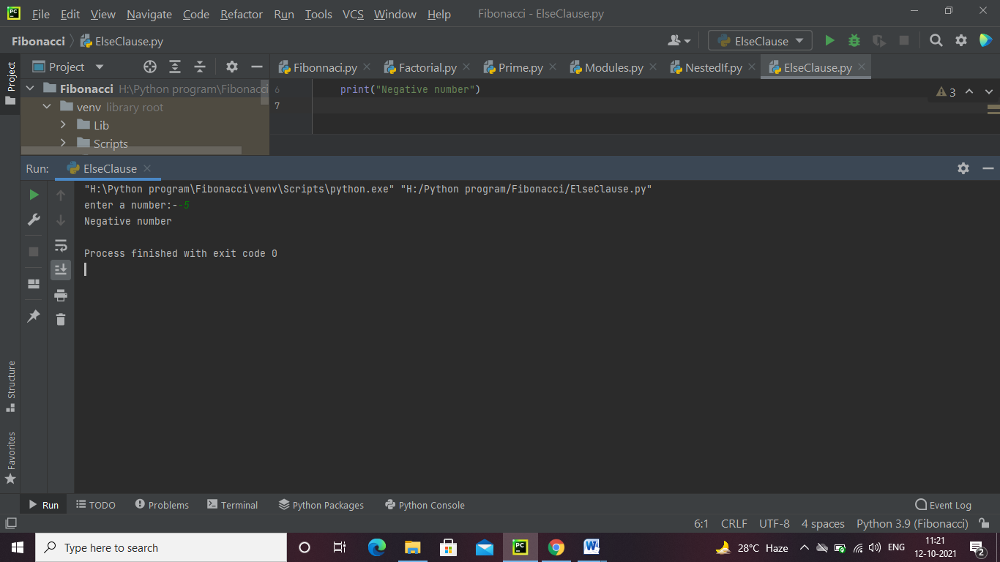 PC File Edit View Navigate Code Refactor Run Tools VCS Window Help Fibonacci - ElseClause.py
Fibonacci ElseClause.py ElseClause
Project Project Fibonnaci.py Factorial.py Prime.py Modules.py NestedIf.py ElseClause.py
Fibonacci H:\Python program\Fibonacci 6 print("Negative number") 3
venv library root 7
Lib
Scripts
Run: ElseClause
"H:\Python program\Fibonacci\venv\Scripts\python.exe" "H:/Python program/Fibonacci/ElseClause.py"
enter a number:--5
Negative number
Process finished with exit code 0
Structure
Favorites
Run TODO Problems Terminal Python Packages Python Console Event Log
6:1 CRLF UTF-8 4 spaces Python 3.9 (Fibonacci)
Type here to search PC W 28°C Haze ENG 11:21
12-10-2021 2